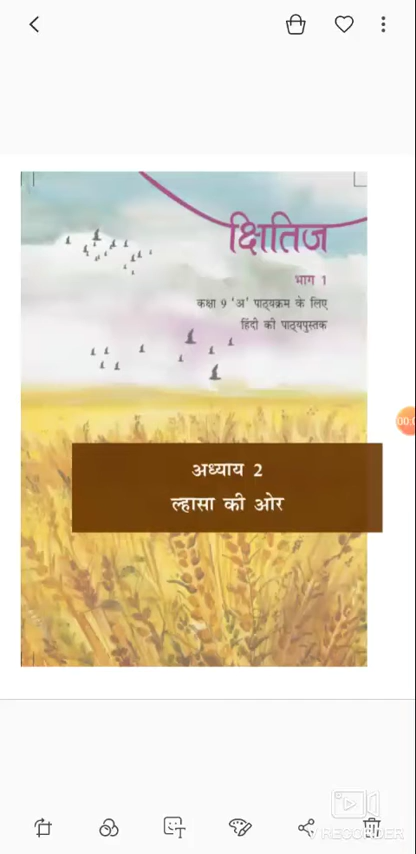 क्षितिज
भाग 1
कक्षा 9 'अ' पाठ्यक्रम के लिए
हिंदी की पाठ्यपुस्तक
अध्याय 2
ल्हासा की ओर
T
V RECORDER